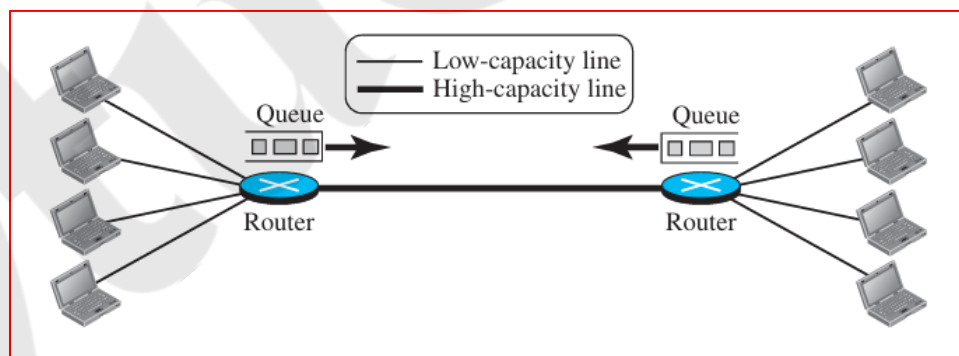 Low-capacity line
High-capacity line
Queue
Queue
Router
Router